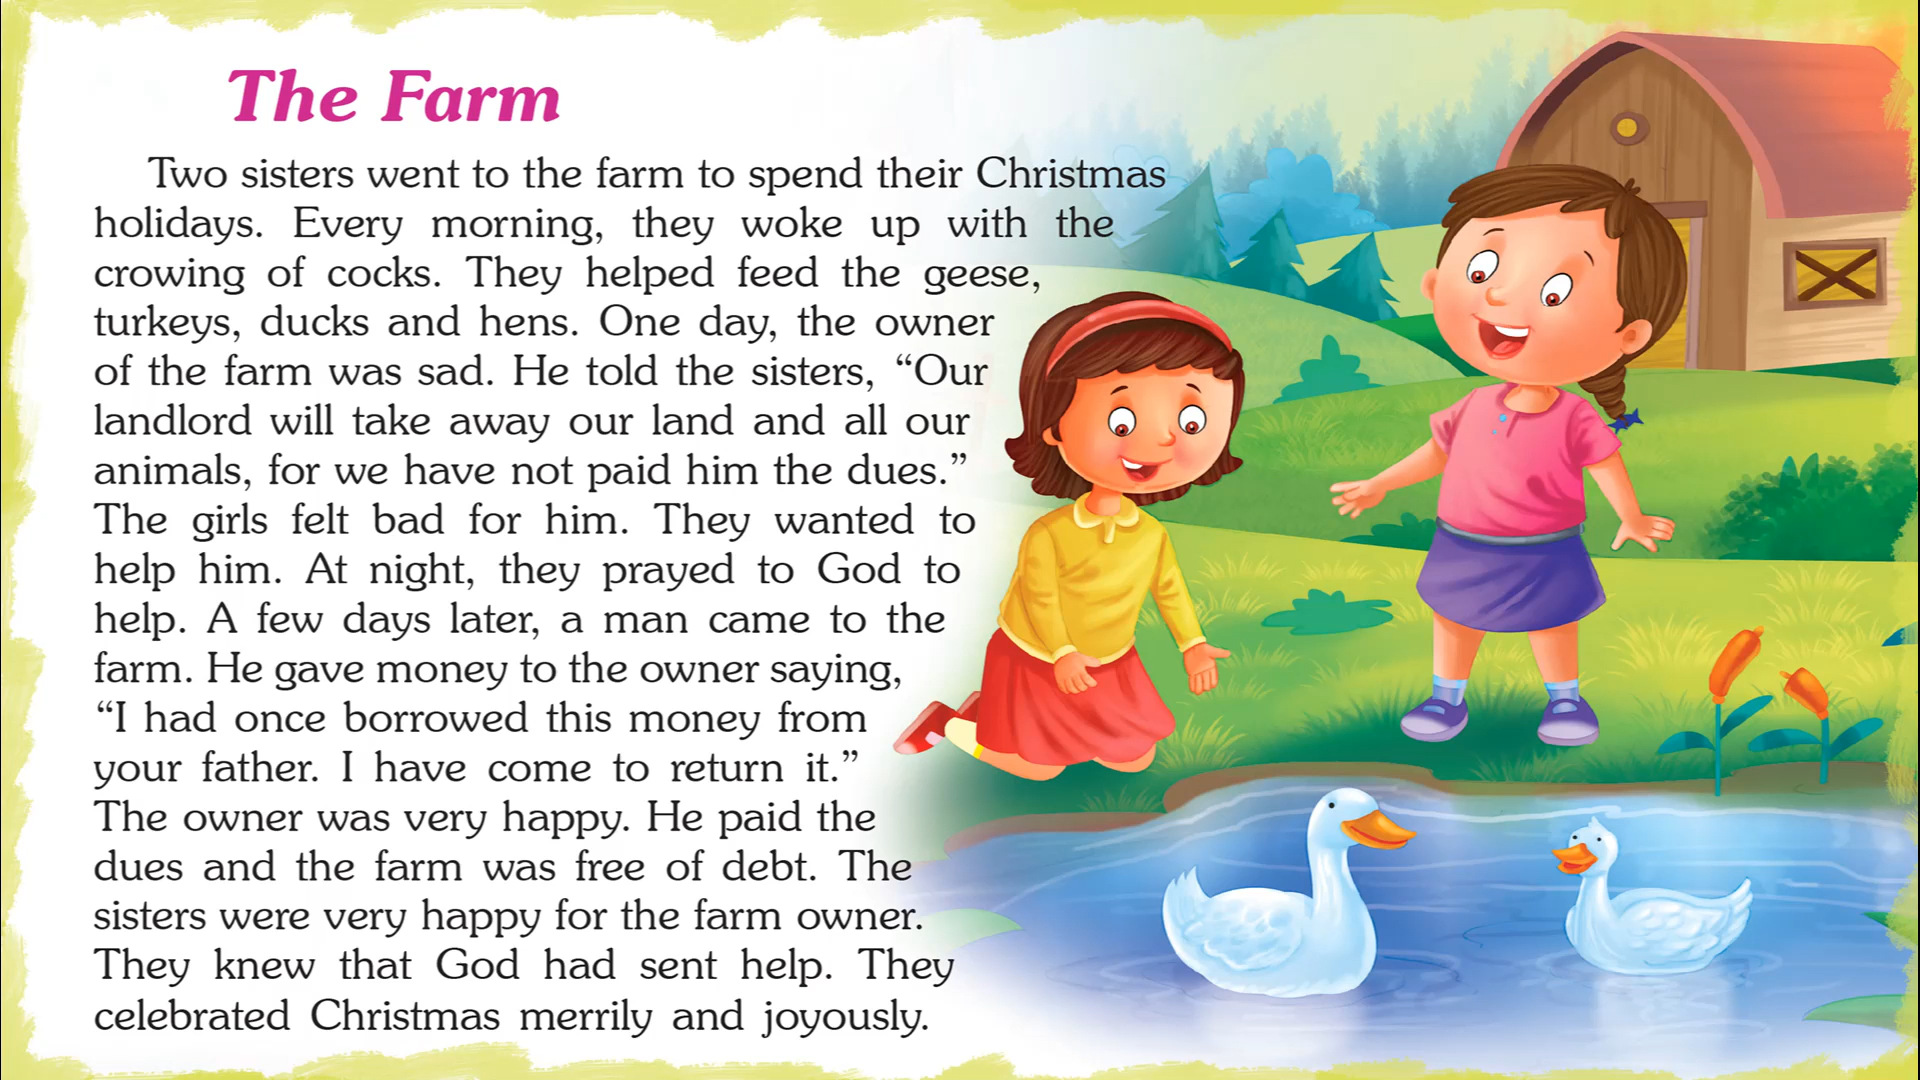 The Farm
Two sisters went to the farm to spend their Christmas
holidays. Every morning, they woke up with the
crowing of cocks. They helped feed the geese,
turkeys, ducks and hens. One day, the owner
of the farm was sad. He told the sisters, “Our
landlord will take away our land and all our
animals, for we have not paid him the dues.”
The girls felt bad for him. They wanted to
help him. At night, they prayed to God to
help. A few days later, a man came to the
farm. He gave money to the owner saying,
“I had once borrowed this money from
your father. I have come to return it.”
The owner was very happy. He paid the
dues and the farm was free of debt. The
sisters were very happy for the farm owner.
They knew that God had sent help. They
celebrated Christmas merrily and joyously.